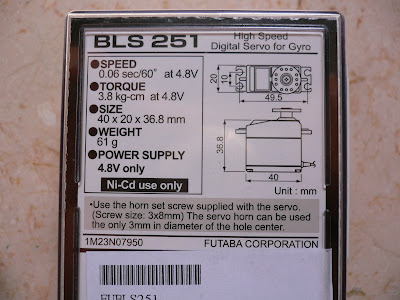 BLS 251
High Speed
Digital Servo for Gyro
●SPEED
0.06 sec/60° at 4.8V
●TORQUE
3.8 kg-cm at 4.8V
●SIZE
40 x 20 x 36.8 mm
●WEIGHT
61 g
●POWER SUPPLY
4.8V only
Ni-Cd use only
20
10
49.5
36.8
40
Unit : mm
•Use the horn set screw supplied with the servo.
(Screw size: 3x8mm) The servo horn can be used
the only 3mm in diameter of the hole center.
1M23N07950
FUTABA CORPORATION
FUBLS251